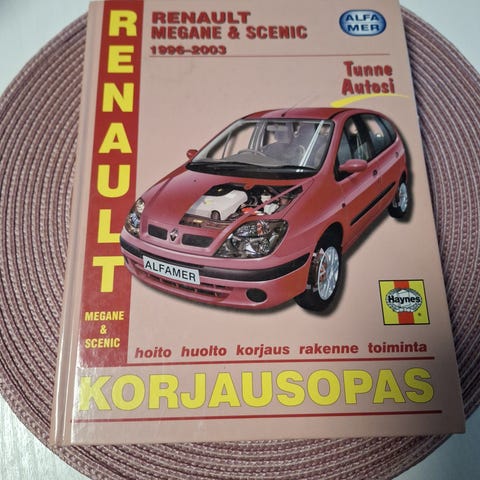 RENAULT
MEGANE
&
SCENIC
RENAULT
MEGANE & SCENIC
1996–2003
ALFA
MER
Tunne
Autosi
ALFAMER
Haynes
hoito huolto korjaus rakenne toiminta
KORJAUSOPAS